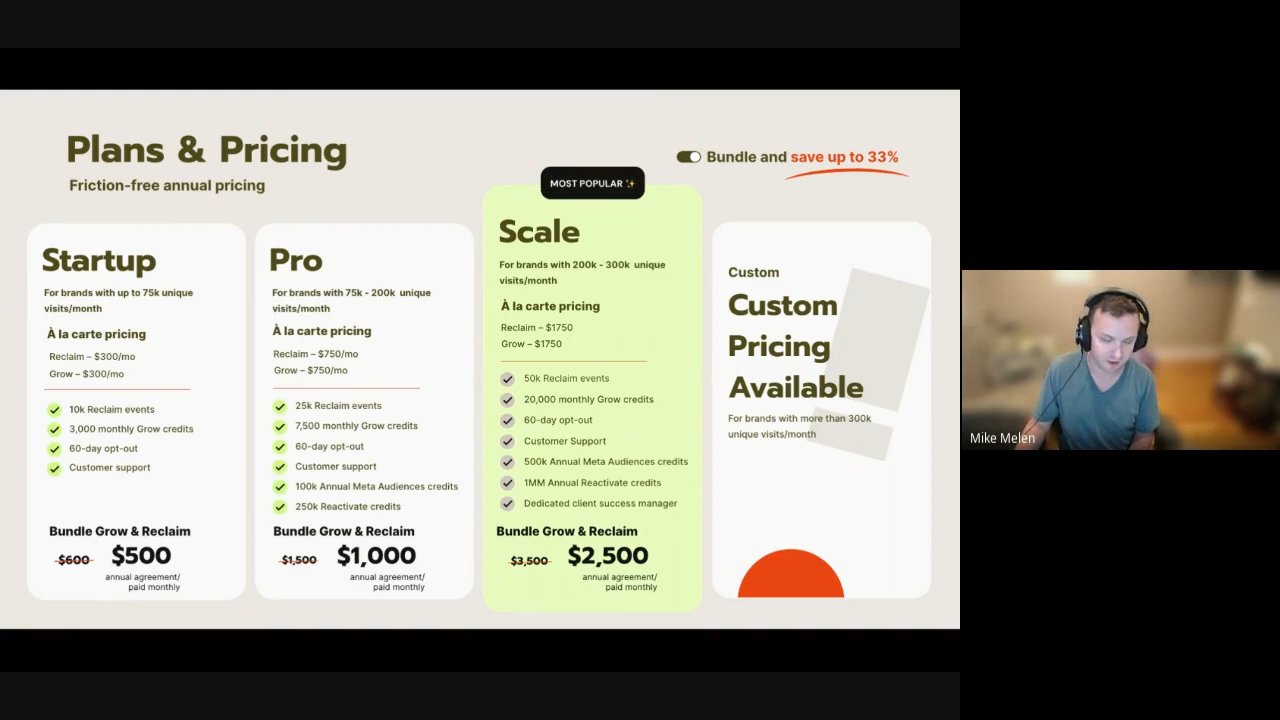 Plans & Pricing
Friction-free annual pricing
Bundle and save up to 33%
Startup
For brands with up to 75k unique
visits/month
À la carte pricing
Reclaim – $300/mo
Grow – $300/mo
10k Reclaim events
3,000 monthly Grow credits
60-day opt-out
Customer support
Bundle Grow & Reclaim
$600 $500
annual agreement/
paid monthly
Pro
For brands with 75k - 200k unique
visits/month
À la carte pricing
Reclaim – $750/mo
Grow – $750/mo
25k Reclaim events
7,500 monthly Grow credits
60-day opt-out
Customer support
100k Annual Meta Audiences credits
250k Reactivate credits
Bundle Grow & Reclaim
$1,500 $1,000
annual agreement/
paid monthly
MOST POPULAR ✨
Scale
For brands with 200k - 300k unique
visits/month
À la carte pricing
Reclaim – $1750
Grow – $1750
50k Reclaim events
20,000 monthly Grow credits
60-day opt-out
Customer Support
500k Annual Meta Audiences credits
1MM Annual Reactivate credits
Dedicated client success manager
Bundle Grow & Reclaim
$3,500 $2,500
annual agreement/
paid monthly
Custom
Custom
Pricing
Available
For brands with more than 300k
unique visits/month
Mike Melen